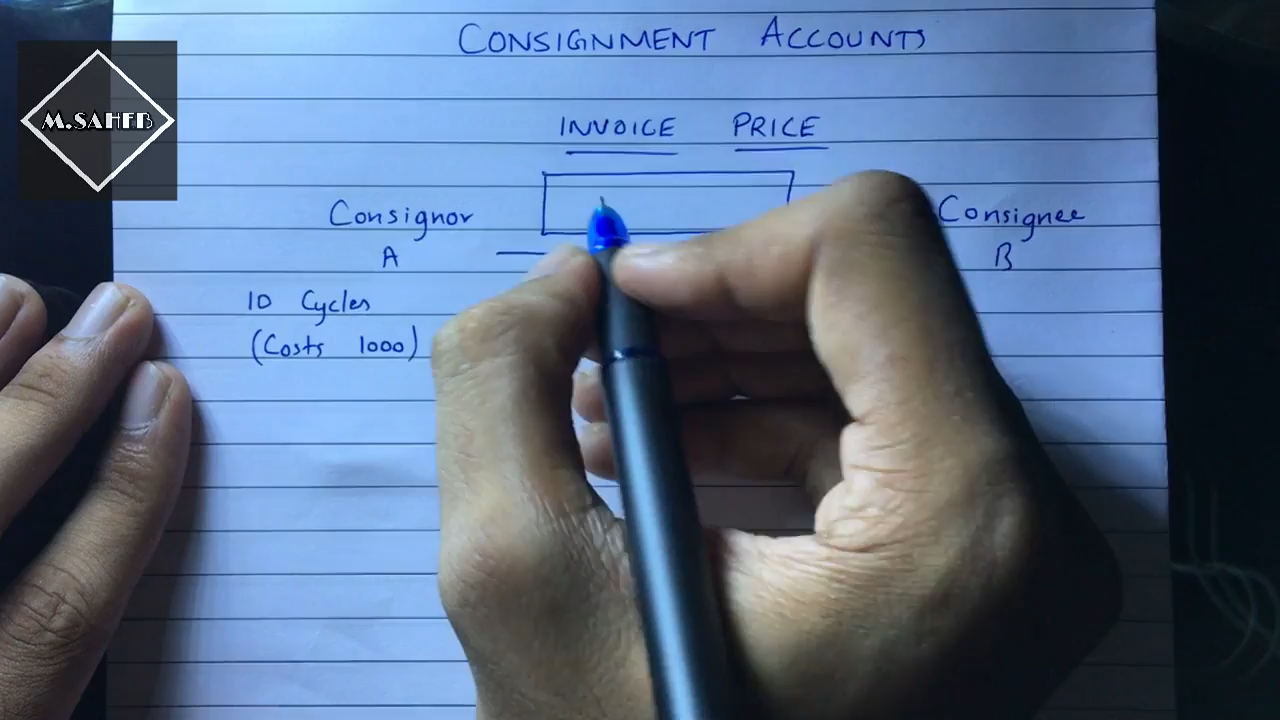 CONSIGNMENT ACCOUNTS
M.SAHEB
INVOICE PRICE
Consignor Consignee
A B
10 Cycles
(Costs 1000)